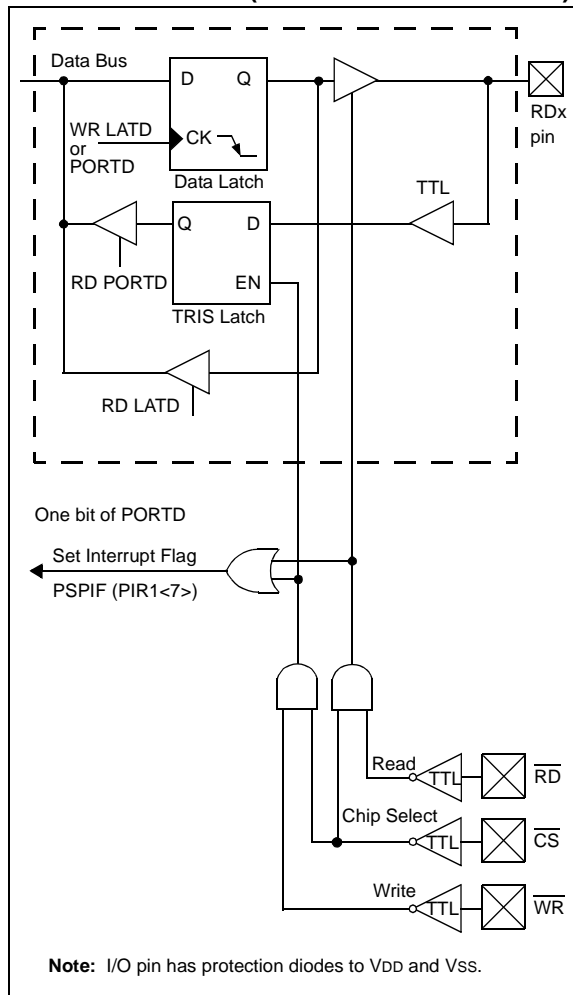 Data Bus
D Q
WR LATD
or
PORTD
CK
Data Latch
RDx
pin
TTL
Q D
RD PORTD
EN
TRIS Latch
RD LATD
One bit of PORTD
Set Interrupt Flag
PSPIF (PIR1<7>)
Read
TTL
RD
Chip Select
TTL
CS
Write
TTL
WR
Note: I/O pin has protection diodes to VDD and VSS.